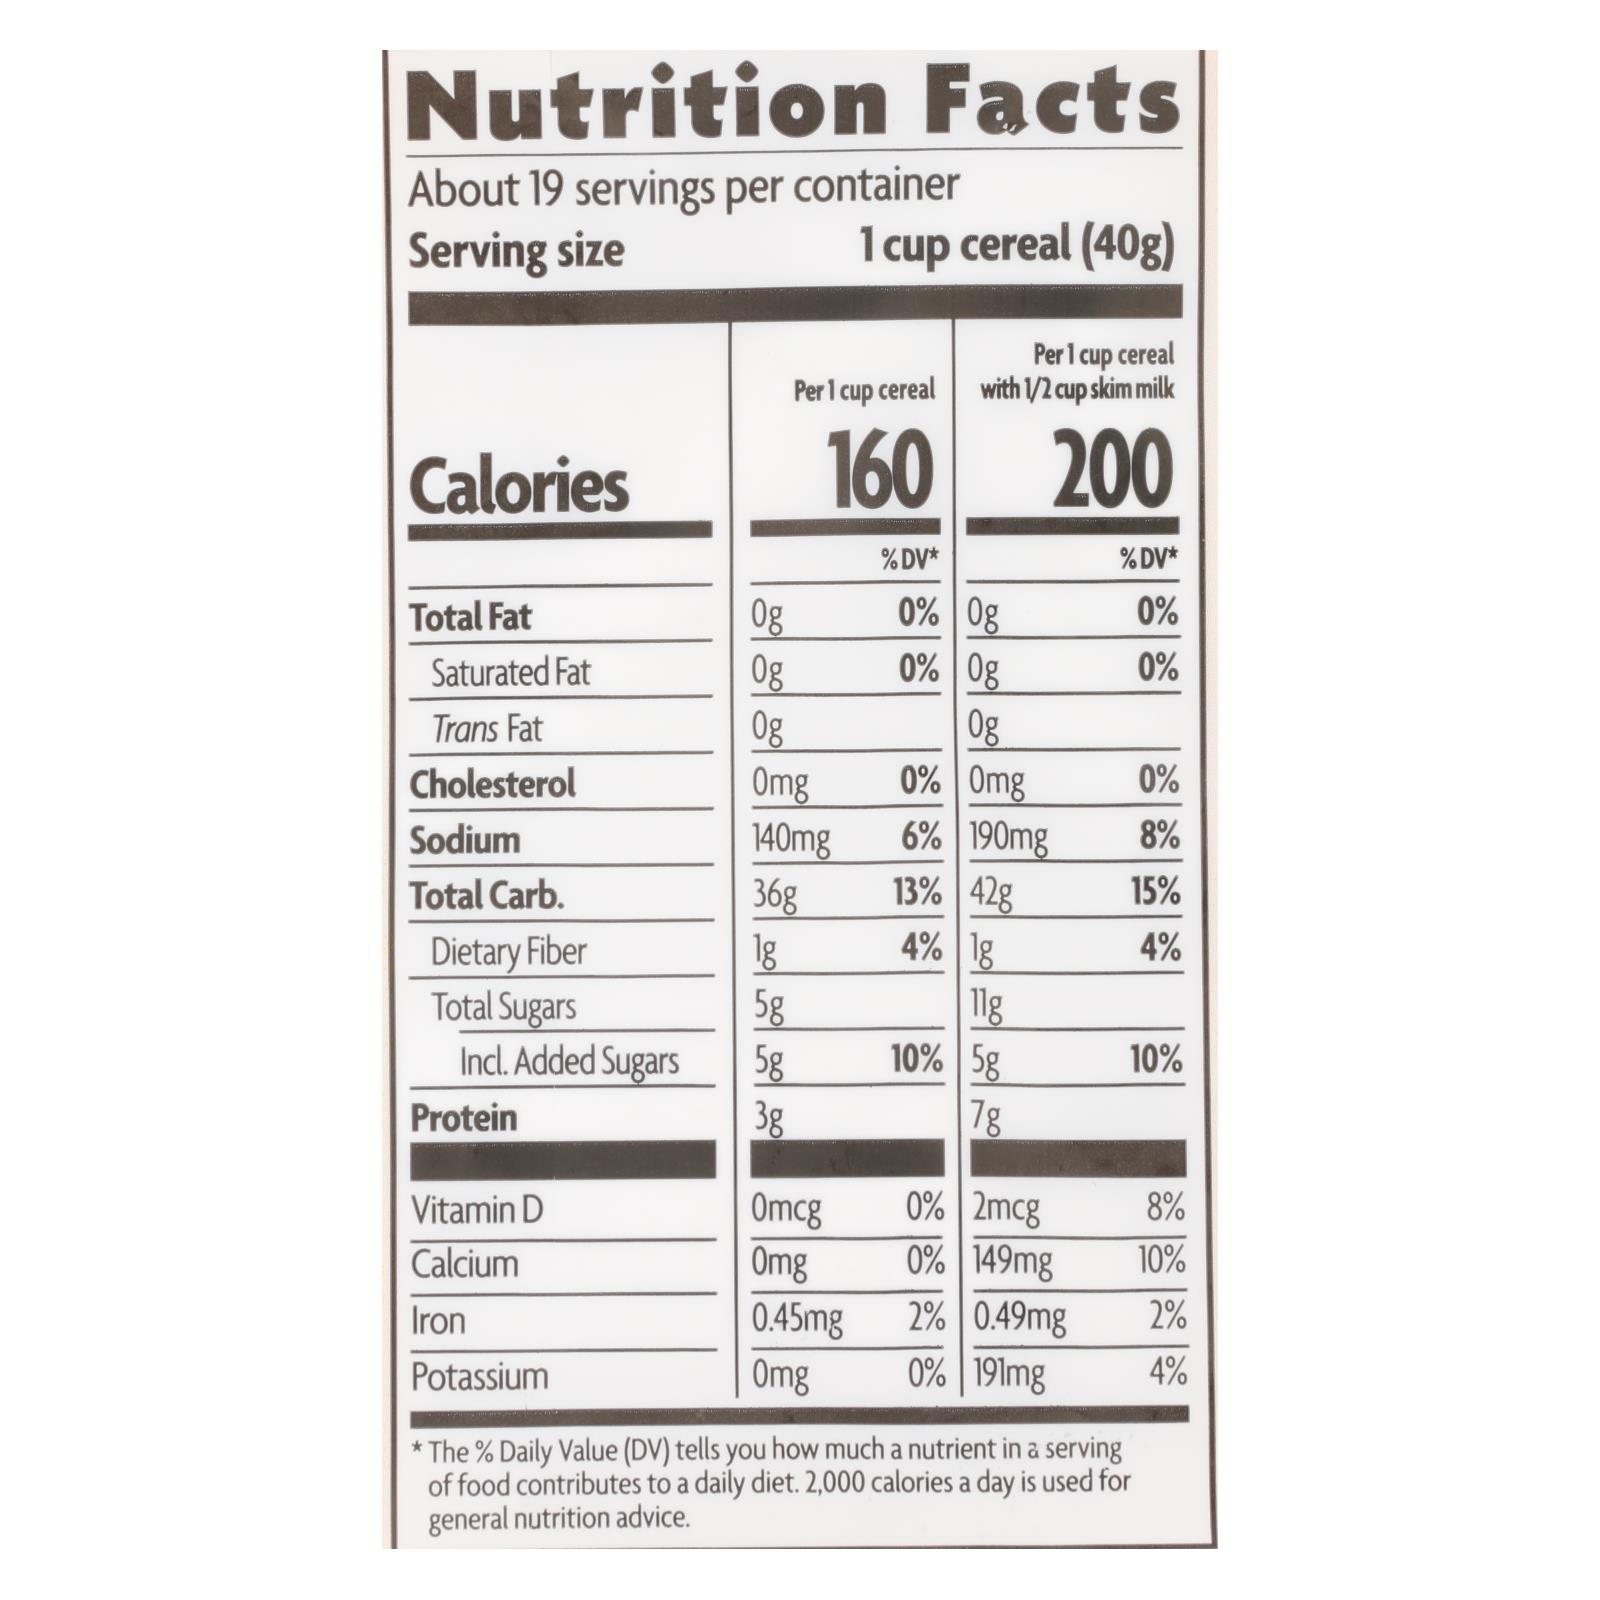 Nutrition Facts
About 19 servings per container
Serving size 1 cup cereal (40g)
Per 1 cup cereal
Per 1 cup cereal with 1/2 cup skim milk
Calories 160 200
% DV* % DV*
Total Fat 0g 0% 0g 0%
Saturated Fat 0g 0% 0g 0%
Trans Fat 0g 0g
Cholesterol 0mg 0% 0mg 0%
Sodium 140mg 6% 190mg 8%
Total Carb. 36g 13% 42g 15%
Dietary Fiber 1g 4% 1g 4%
Total Sugars 5g 11g
Incl. Added Sugars 5g 10% 5g 10%
Protein 3g 7g
Vitamin D 0mcg 0% 2mcg 8%
Calcium 0mg 0% 149mg 10%
Iron 0.45mg 2% 0.49mg 2%
Potassium 0mg 0% 191mg 4%
* The % Daily Value (DV) tells you how much a nutrient in a serving
of food contributes to a daily diet. 2,000 calories a day is used for
general nutrition advice.